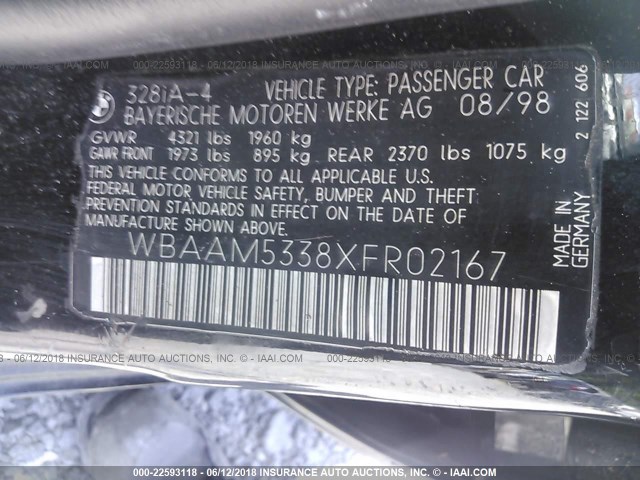 328iA-4 VEHICLE TYPE: PASSENGER CAR
BAYERISCHE MOTOREN WERKE AG 08/98
GVWR 4321 lbs 1960 kg
GAWR FRONT 1973 lbs 895 kg REAR 2370 lbs 1075 kg
THIS VEHICLE CONFORMS TO ALL APPLICABLE U.S.
FEDERAL MOTOR VEHICLE SAFETY, BUMPER AND THEFT
PREVENTION STANDARDS IN EFFECT ON THE DATE OF
MANUFACTURE SHOWN ABOVE.
WBAAM5338XFR02167
MADE IN
GERMANY
2 122 606
000-22593118 - 06/12/2018 INSURANCE AUTO AUCTIONS, INC. © - IAAI.COM